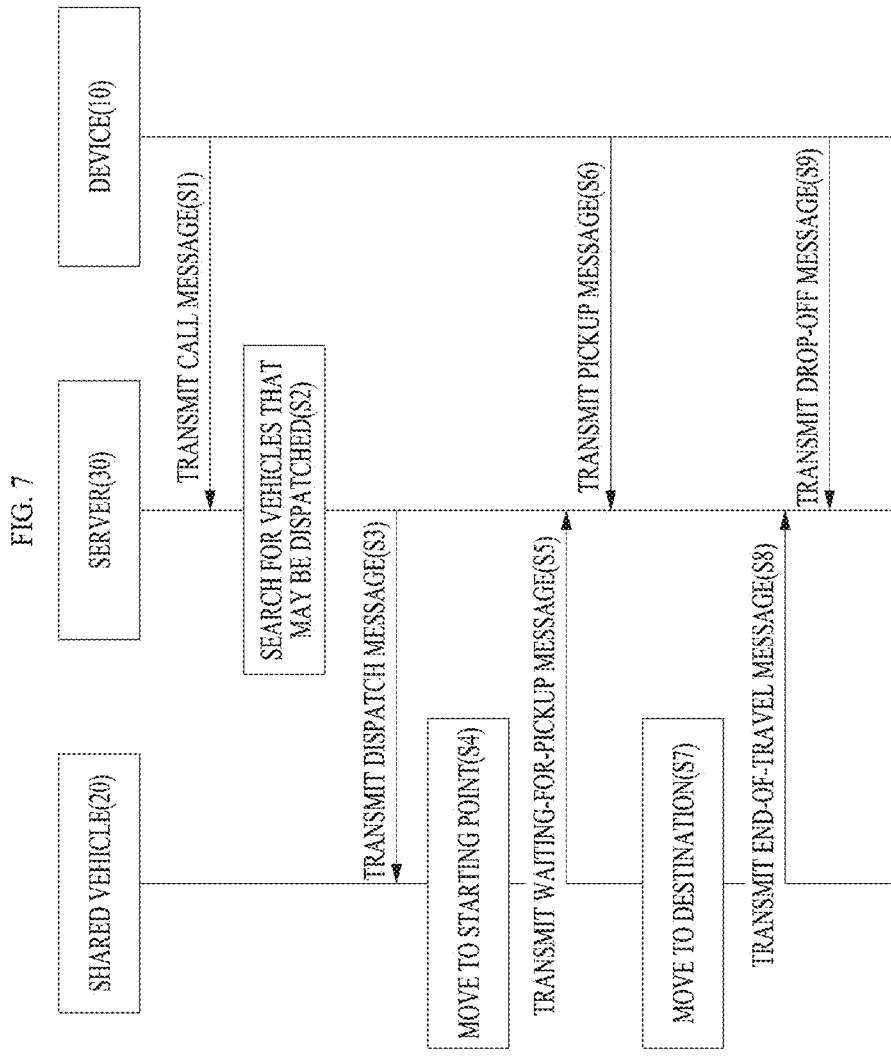 FIG. 7
SHARED VEHICLE(20)
SERVER(30)
DEVICE(10)
TRANSMIT CALL MESSAGE(S1)
SEARCH FOR VEHICLES THAT
MAY BE DISPATCHED(S2)
TRANSMIT DISPATCH MESSAGE(S3)
MOVE TO STARTING POINT(S4)
TRANSMIT WAITING-FOR-PICKUP MESSAGE(S5)
TRANSMIT PICKUP MESSAGE(S6)
MOVE TO DESTINATION(S7)
TRANSMIT END-OF-TRAVEL MESSAGE(S8)
TRANSMIT DROP-OFF MESSAGE(S9)